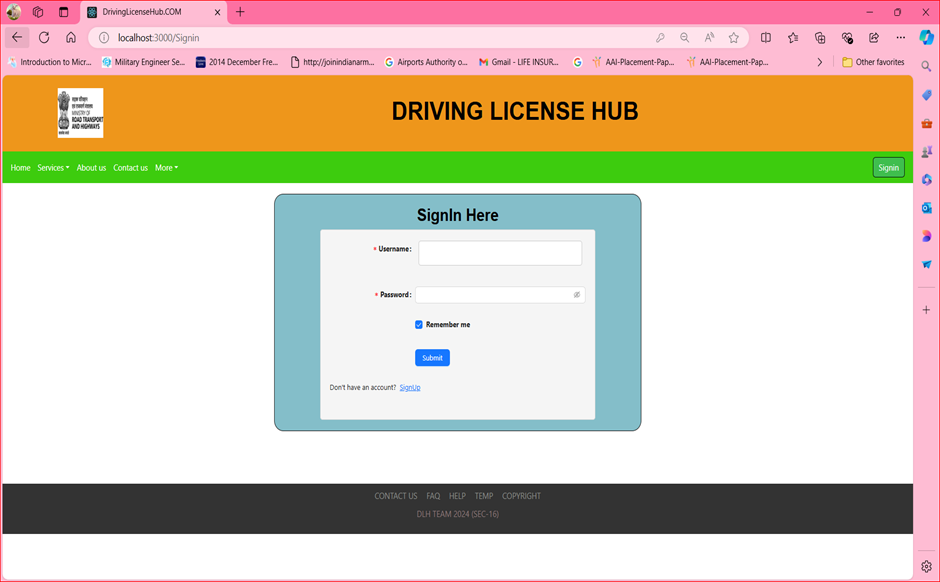 DrivingLicenseHub.COM
localhost:3000/Signin
Introduction to Micr... Military Engineer Se... 2014 December Fre... http://joinindianarm... Airports Authority o... Gmail - LIFE INSUR... AAI-Placement-Pap... AAI-Placement-Pap... Other favorites
MINISTRY OF
ROAD TRANSPORT
AND HIGHWAYS
DRIVING LICENSE HUB
Home Services About us Contact us More Signin
SignIn Here
* Username:
* Password:
Remember me
Submit
Don't have an account? SignUp
CONTACT US FAQ HELP TEMP COPYRIGHT
DLH TEAM 2024 (SEC-16)